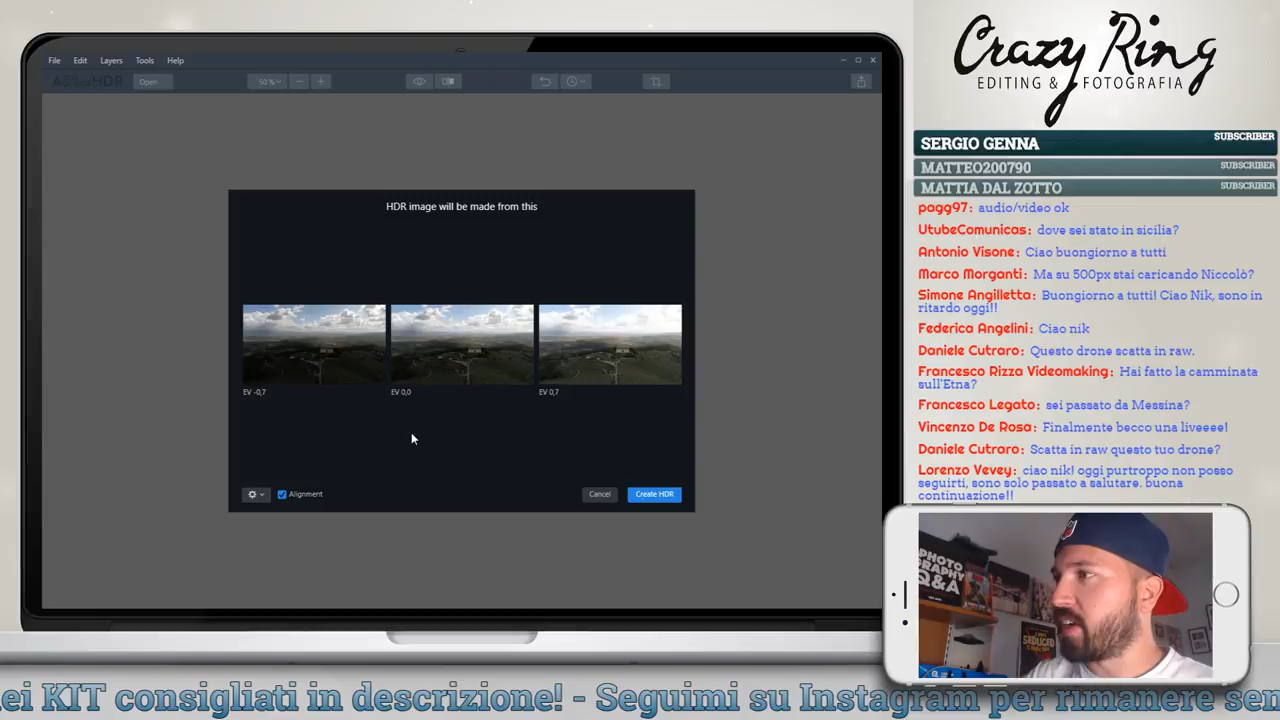 File Edit Layers Tools Help
AuroraHDR Open 50 %
HDR image will be made from this
EV -0,7 EV 0,0 EV 0,7
Alignment Cancel Create HDR
Crazy Ring
EDITING & FOTOGRAFIA
SERGIO GENNA SUBSCRIBER
MATTEO200790 SUBSCRIBER
MATTIA DAL ZOTTO SUBSCRIBER
pagg97: audio/video ok
UtubeComunicas: dove sei stato in sicilia?
Antonio Visone: Ciao buongiorno a tutti
Marco Morganti: Ma su 500px stai caricando Niccolò?
Simone Angilletta: Buongiorno a tutti! Ciao Nik, sono in
ritardo oggi!!
Federica Angelini: Ciao nik
Daniele Cutraro: Questo drone scatta in raw.
Francesco Rizza Videomaking: Hai fatto la camminata
sull'Etna?
Francesco Legato: sei passato da Messina?
Vincenzo De Rosa: Finalmente becco una liveeee!
Daniele Cutraro: Scatta in raw questo tuo drone?
Lorenzo Vevey: ciao nik! oggi purtroppo non posso
seguirti, sono solo passato a salutare. buona
continuazione!!
PHOTO
GRAPHY
Q&A
SEDUCED
ei KIT consigliati in descrizione! - Seguimi su Instagram per rimanere sem